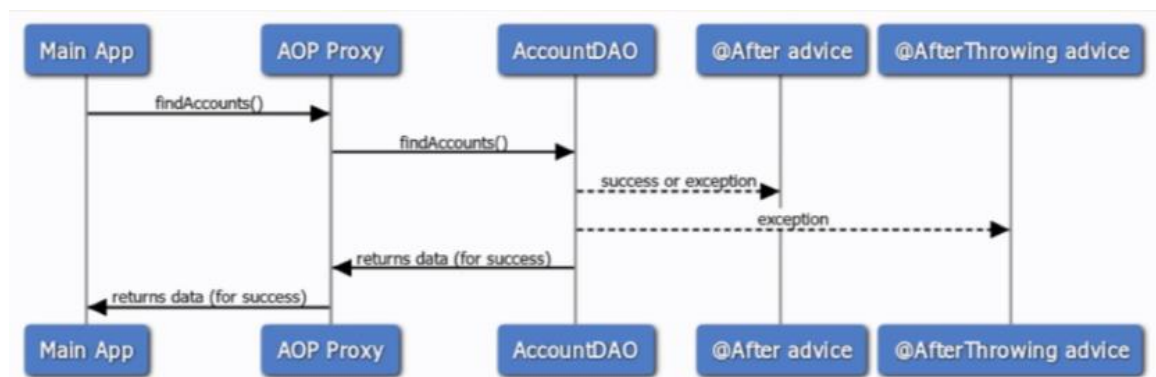 Main App
AOP Proxy
AccountDAO
@After advice
@AfterThrowing advice
findAccounts()
findAccounts()
success or exception
exception
returns data (for success)
returns data (for success)
Main App
AOP Proxy
AccountDAO
@After advice
@AfterThrowing advice